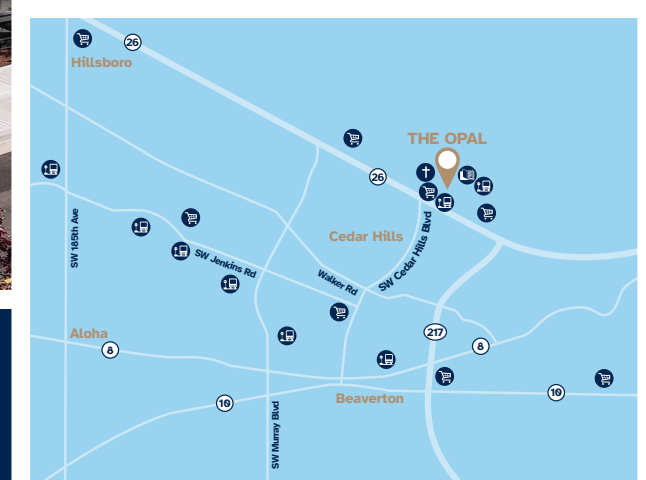 26
Hillsboro
THE OPAL
26
SW 185th Ave
Cedar Hills
SW Cedar Hills Blvd
SW Jenkins Rd
Walker Rd
217
Aloha
8
8
10
10
Beaverton
SW Murray Blvd